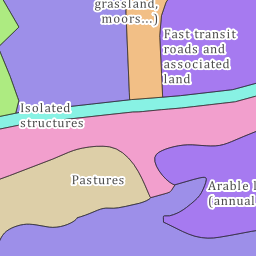 grassland,
moors...)
Fast transit
roads and
associated
land
Isolated
structures
Pastures
Arable
(annual